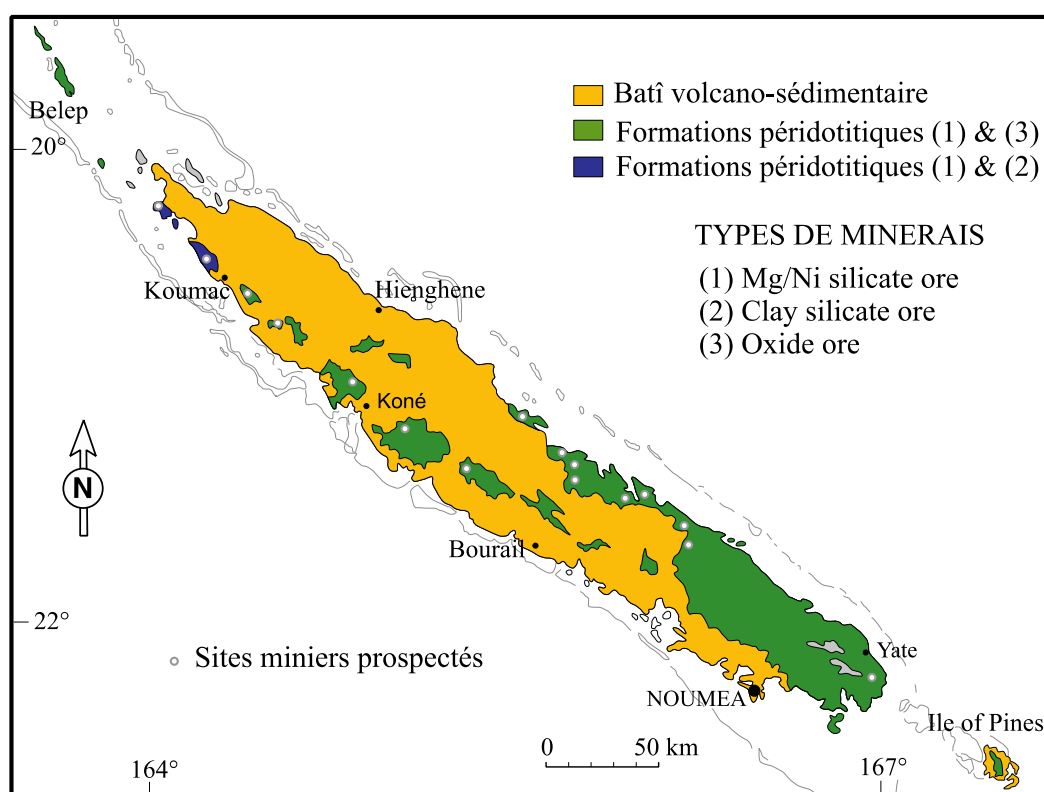 Batî volcano-sédimentaire
Formations péridotitiques (1) & (3)
Formations péridotitiques (1) & (2)
TYPES DE MINERAIS
(1) Mg/Ni silicate ore
(2) Clay silicate ore
(3) Oxide ore
Belep
20°
Koumac
Hienghene
Koné
N
Bourail
22°
Sites miniers prospectés
Yate
NOUMEA
Ile of Pines
0 50 km
164°
167°